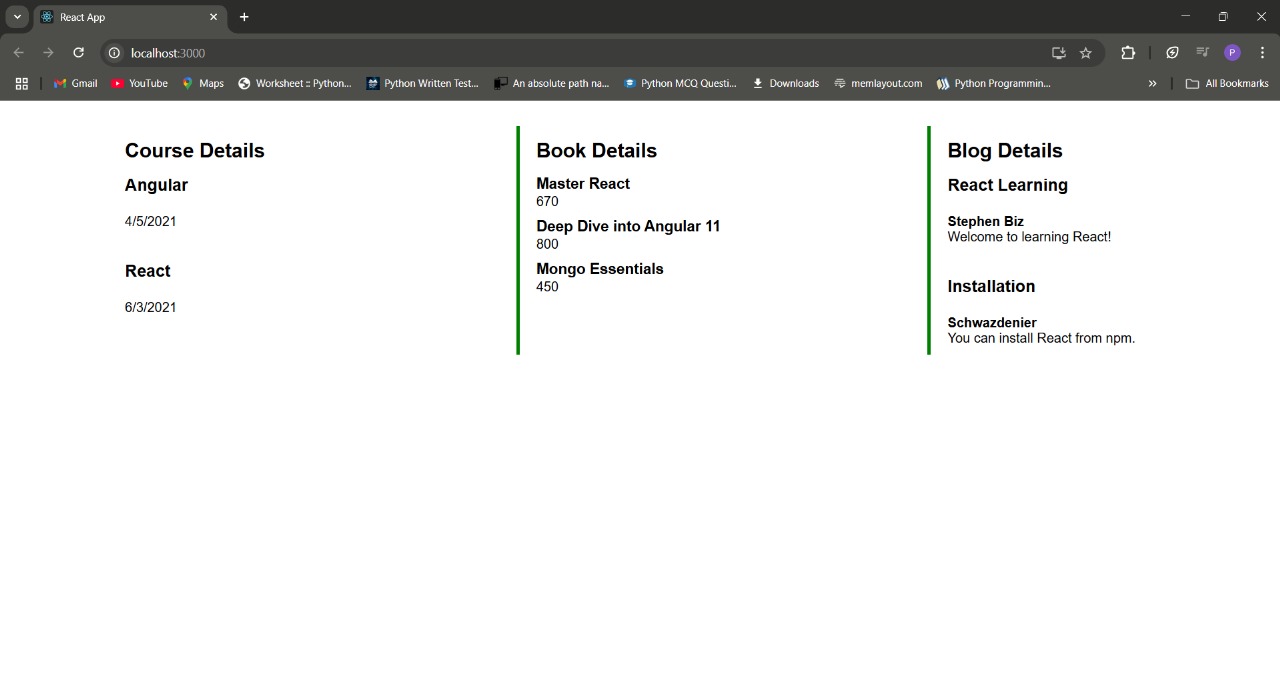 React App
localhost:3000
Gmail
YouTube
Maps
Worksheet :: Python...
Python Written Test...
An absolute path na...
Python MCQ Questi...
Downloads
memlayout.com
Python Programmin...
All Bookmarks
P
Course Details
Angular
4/5/2021
React
6/3/2021
Book Details
Master React
670
Deep Dive into Angular 11
800
Mongo Essentials
450
Blog Details
React Learning
Stephen Biz
Welcome to learning React!
Installation
Schwazdenier
You can install React from npm.